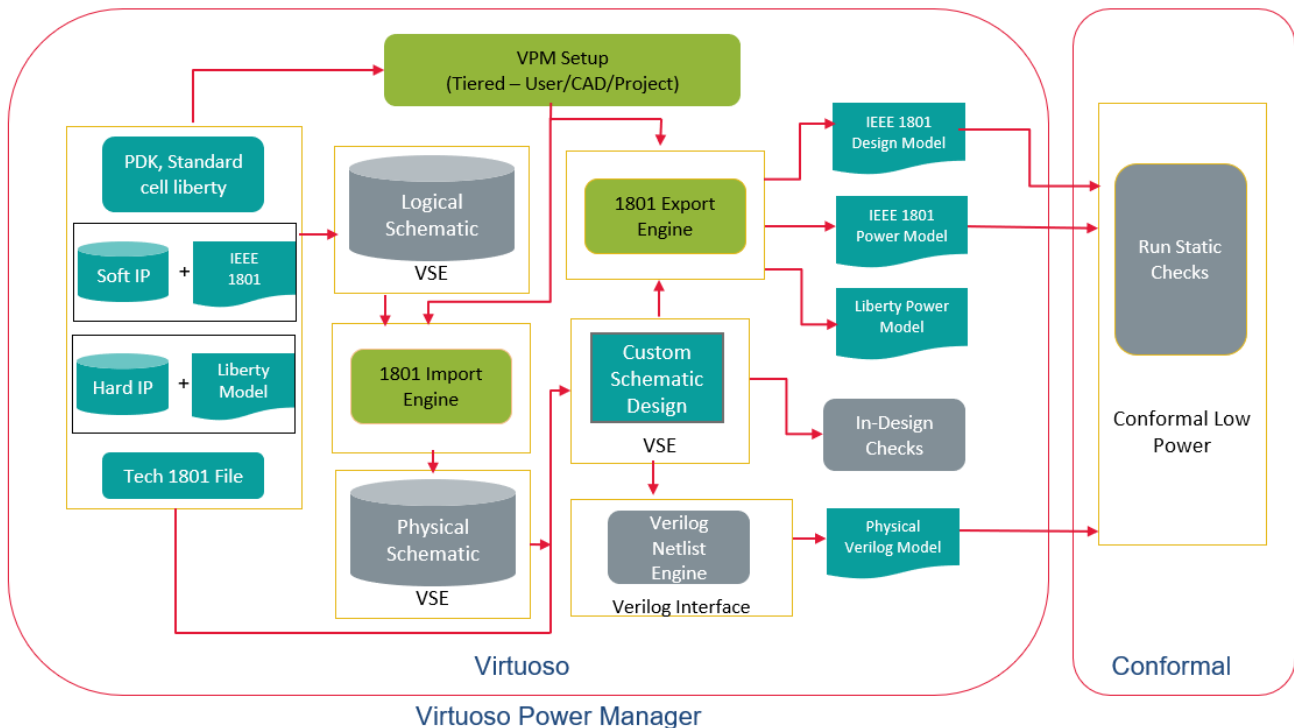 VPM Setup
(Tiered – User/CAD/Project)
PDK, Standard
cell liberty
Soft IP
+
IEEE
1801
Hard IP
+
Liberty
Model
Tech 1801 File
Logical
Schematic
VSE
1801 Import
Engine
Physical
Schematic
VSE
1801 Export
Engine
Custom
Schematic
Design
VSE
Verilog
Netlist
Engine
Verilog Interface
IEEE 1801
Design Model
IEEE 1801
Power Model
Liberty Power
Model
In-Design
Checks
Physical
Verilog Model
Run Static
Checks
Conformal Low
Power
Virtuoso
Conformal
Virtuoso Power Manager